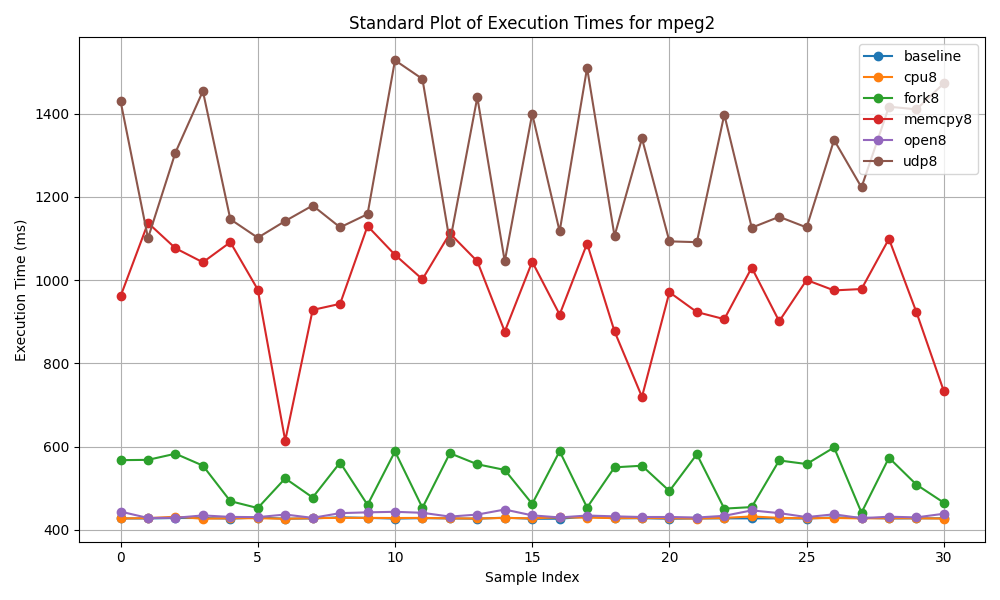 Standard Plot of Execution Times for mpeg2
baseline
cpu8
fork8
memcpy8
open8
udp8
Execution Time (ms)
1400
1200
1000
800
600
400
0 5 10 15 20 25 30
Sample Index